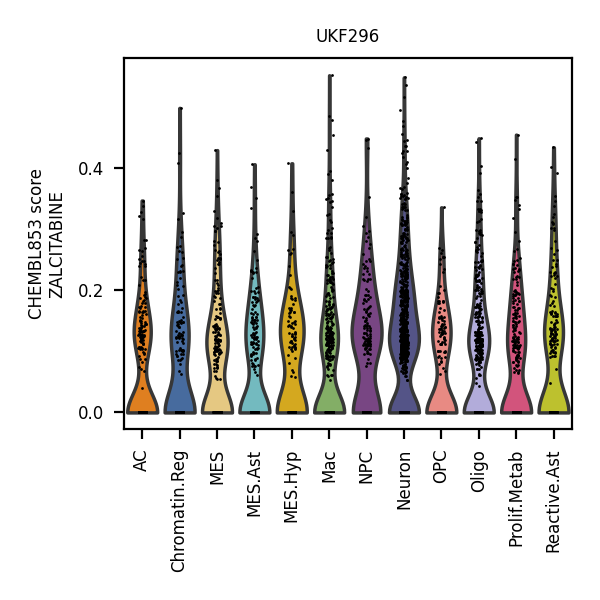 UKF296
CHEMBL853 score
ZALCITABINE
0.4
0.2
0.0
AC
Chromatin.Reg
MES
MES.Ast
MES.Hyp
Mac
NPC
Neuron
OPC
Oligo
Prolif.Metab
Reactive.Ast